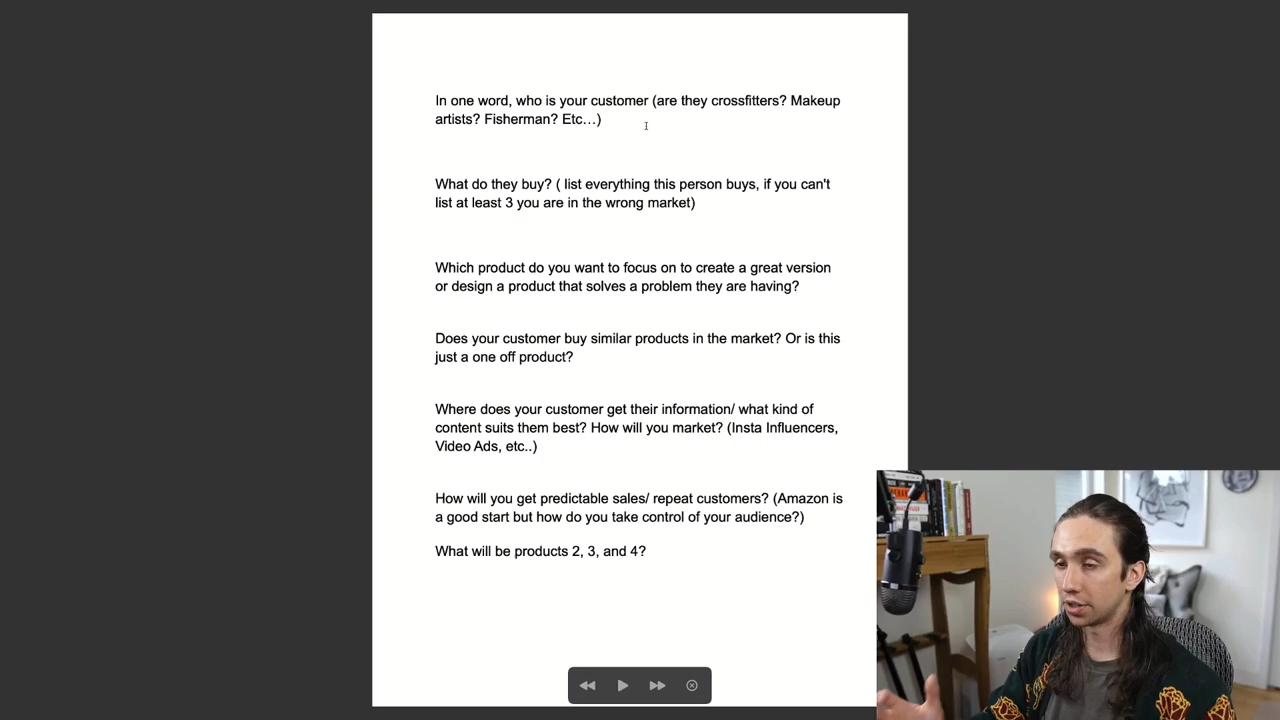 In one word, who is your customer (are they crossfitters? Makeup
artists? Fisherman? Etc…)
What do they buy? ( list everything this person buys, if you can't
list at least 3 you are in the wrong market)
Which product do you want to focus on to create a great version
or design a product that solves a problem they are having?
Does your customer buy similar products in the market? Or is this
just a one off product?
Where does your customer get their information/ what kind of
content suits them best? How will you market? (Insta Influencers,
Video Ads, etc..)
How will you get predictable sales/ repeat customers? (Amazon is
a good start but how do you take control of your audience?)
What will be products 2, 3, and 4?